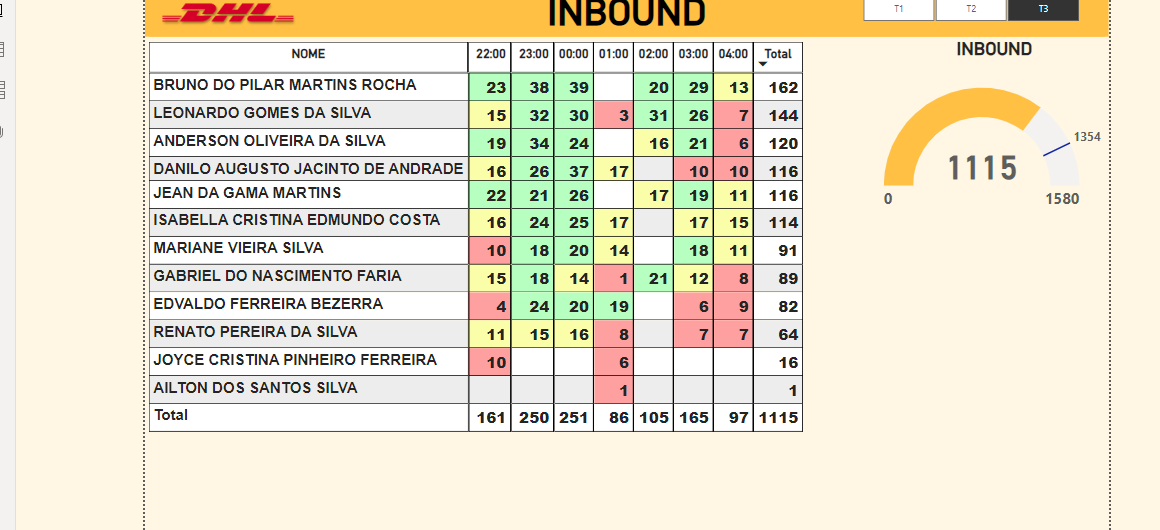 DHL
INBOUND
T1 T2 T3
NOME 22:00 23:00 00:00 01:00 02:00 03:00 04:00 Total
BRUNO DO PILAR MARTINS ROCHA 23 38 39 20 29 13 162
LEONARDO GOMES DA SILVA 15 32 30 3 31 26 7 144
ANDERSON OLIVEIRA DA SILVA 19 34 24 16 21 6 120
DANILO AUGUSTO JACINTO DE ANDRADE 16 26 37 17 10 10 116
JEAN DA GAMA MARTINS 22 21 26 17 19 11 116
ISABELLA CRISTINA EDMUNDO COSTA 16 24 25 17 17 15 114
MARIANE VIEIRA SILVA 10 18 20 14 18 11 91
GABRIEL DO NASCIMENTO FARIA 15 18 14 1 21 12 8 89
EDVALDO FERREIRA BEZERRA 4 24 20 19 6 9 82
RENATO PEREIRA DA SILVA 11 15 16 8 7 7 64
JOYCE CRISTINA PINHEIRO FERREIRA 10 6 16
AILTON DOS SANTOS SILVA 1 1
Total 161 250 251 86 105 165 97 1115
INBOUND
1354
1115
0 1580